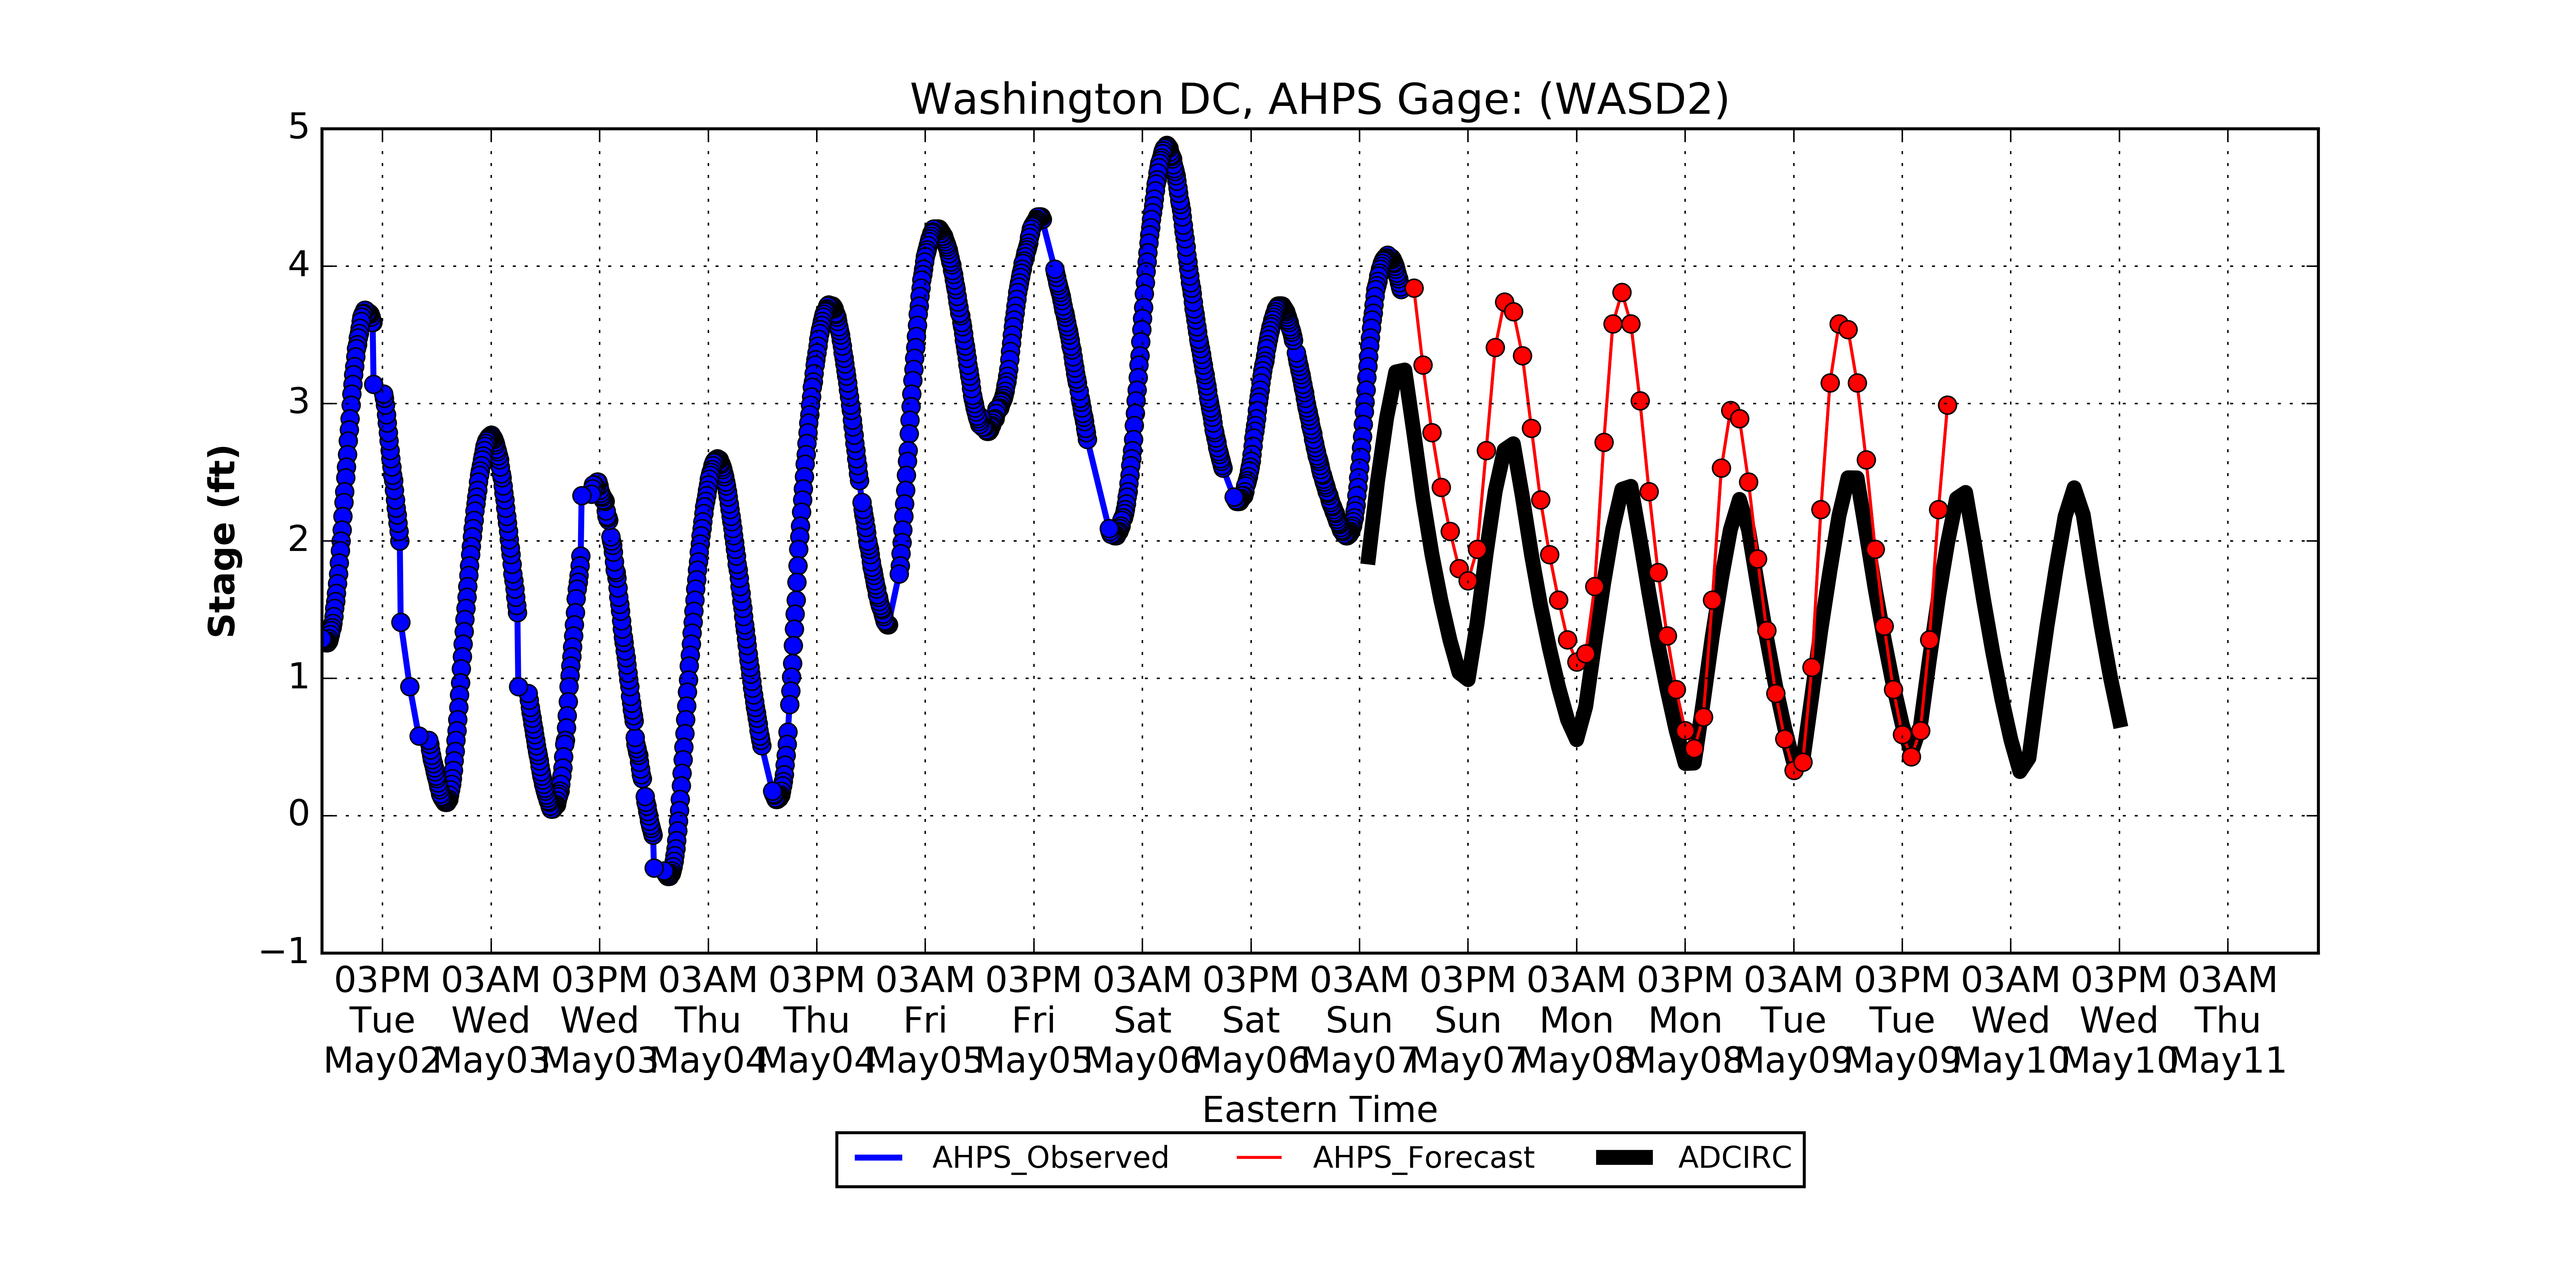 Washington DC, AHPS Gage: (WASD2)
5
4
3
2
1
0
−1
Stage (ft)
03PM 03AM 03PM 03AM 03PM 03AM 03PM 03AM 03PM 03AM 03PM 03AM 03PM 03AM 03PM 03AM 03PM 03AM
Tue Wed Wed Thu Thu Fri Fri Sat Sat Sun Sun Mon Mon Tue Tue Wed Wed Thu
May02 May03 May03 May04 May04 May05 May05 May06 May06 May07 May07 May08 May08 May09 May09 May10 May10 May11
Eastern Time
AHPS_Observed AHPS_Forecast ADCIRC